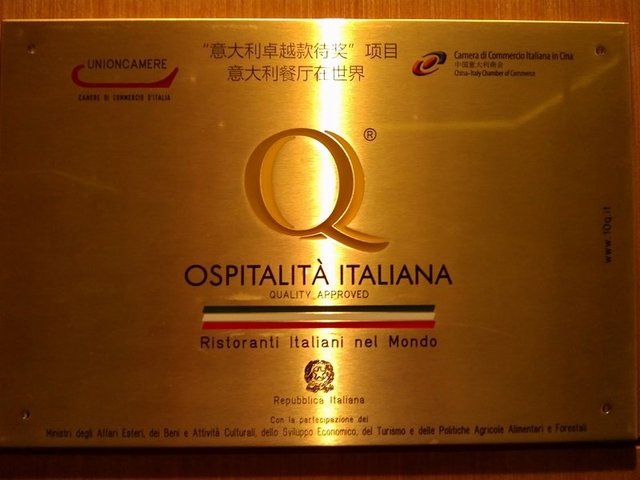 UNIONCAMERE
CAMERE DI COMMERCIO D'ITALIA
“意大利卓越款待奖”项目
意大利餐厅在世界
Camera di Commercio Italiana in Cina
中国意大利商会
China-Italy Chamber of Commerce
Q®
www.10q.it
OSPITALITÀ ITALIANA
QUALITY APPROVED
Ristoranti Italiani nel Mondo
Repubblica Italiana
Con la partecipazione dei
Ministri degli Affari Esteri, dei Beni e Attività Culturali, dello Sviluppo Economico, del Turismo e delle Politiche Agricole Alimentari e Forestali